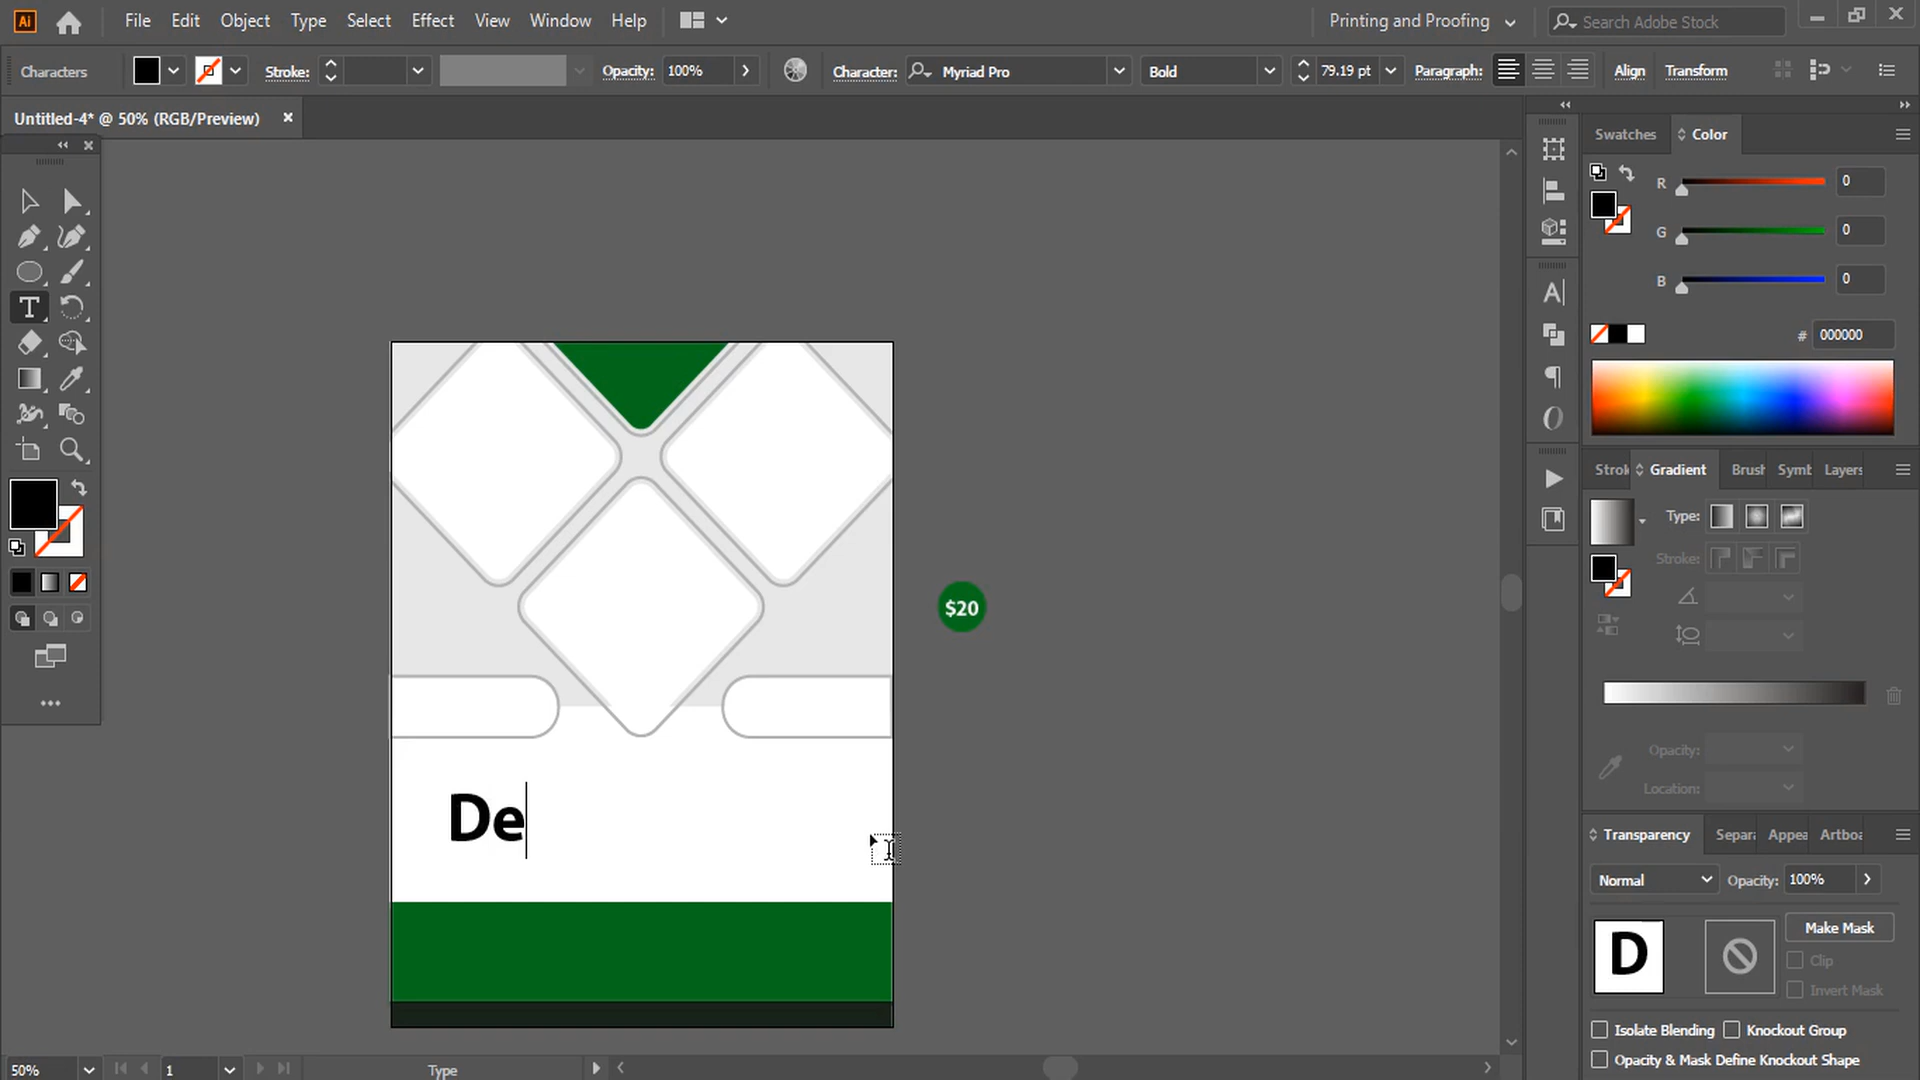 Ai File Edit Object Type Select Effect View Window Help Printing and Proofing Search Adobe Stock
Characters Stroke: Opacity: 100% Character: Myriad Pro Bold 79.19 pt Paragraph: Align Transform
Untitled-4* @ 50% (RGB/Preview)
Swatches Color
R 0
G 0
B 0
# 000000
Strok Gradient Brush Symb Layers
Type:
Stroke:
Opacity:
Location:
$20
De
Transparency Separa Appea Artboa
Normal Opacity: 100%
D
Make Mask
Clip
Invert Mask
Isolate Blending Knockout Group
Opacity & Mask Define Knockout Shape
50% 1 Type